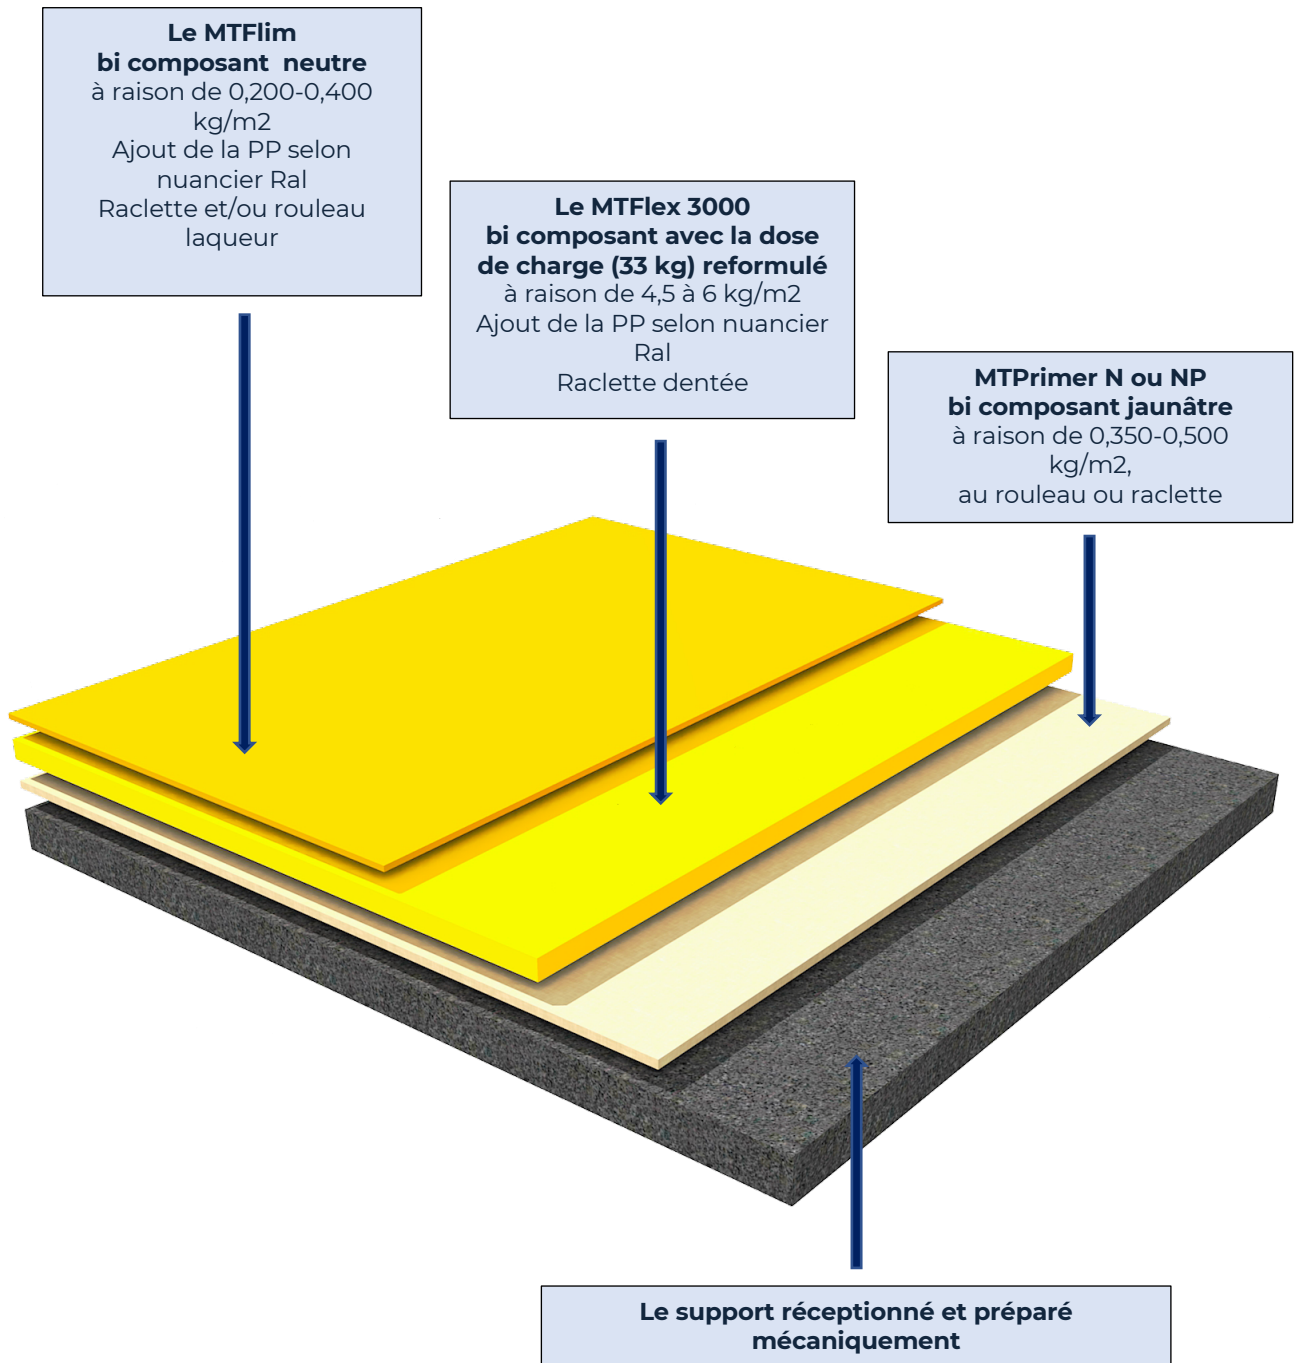 Le MTFlim
bi composant  neutre
à raison de 0,200-0,400
kg/m2
Ajout de la PP selon
nuancier Ral
Raclette et/ou rouleau
laqueur
Le MTFlex 3000
bi composant avec la dose
de charge (33 kg) reformulé
à raison de 4,5 à 6 kg/m2
Ajout de la PP selon nuancier
Ral
Raclette dentée
MTPrimer N ou NP
bi composant jaunâtre
à raison de 0,350-0,500
kg/m2,
au rouleau ou raclette
Le support réceptionné et préparé
mécaniquement